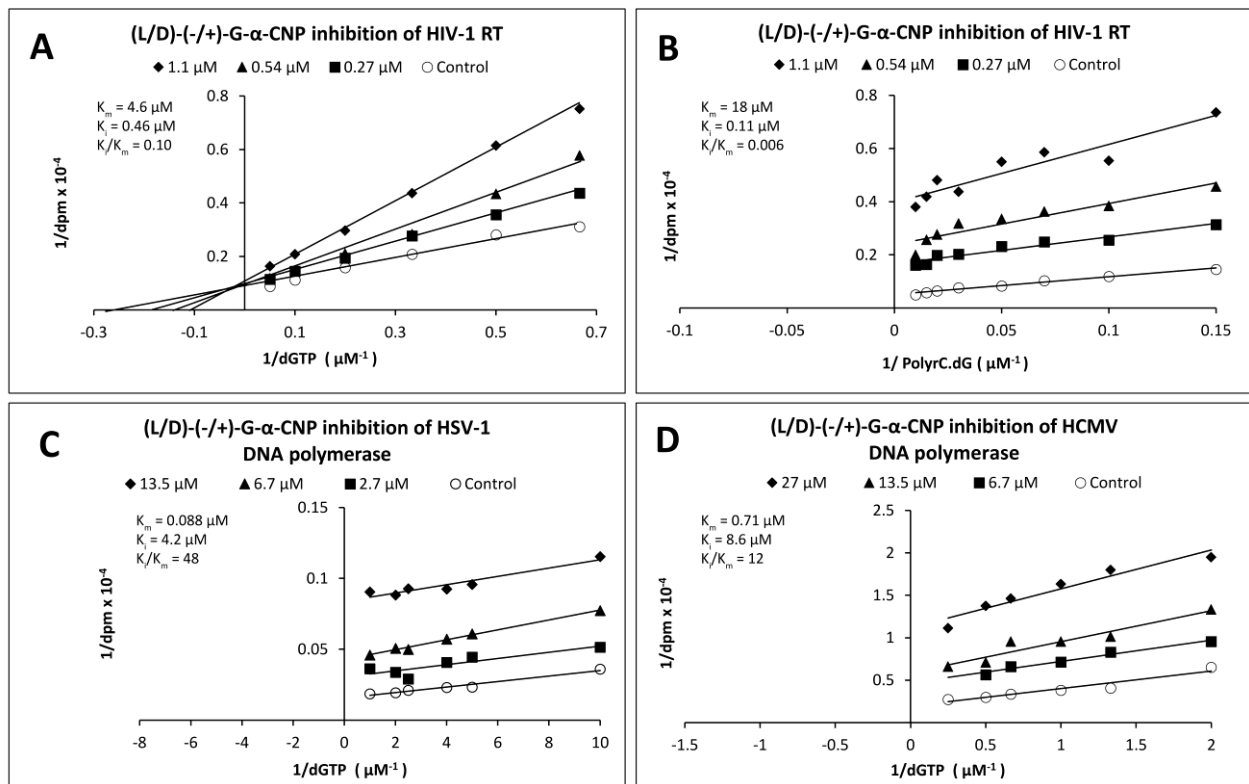 A
(L/D)-(-/+)-G-α-CNP inhibition of HIV-1 RT
◆ 1.1 µM ▲ 0.54 µM ■ 0.27 µM ○ Control
Km = 4.6 µM
Ki = 0.46 µM
Ki/Km = 0.10
1/dpm x 10⁻⁴
0.8
0.6
0.4
0.2
-0.3 -0.1 0.1 0.3 0.5 0.7
1/dGTP ( µM⁻¹ )
B
(L/D)-(-/+)-G-α-CNP inhibition of HIV-1 RT
◆ 1.1 µM ▲ 0.54 µM ■ 0.27 µM ○ Control
Km = 18 µM
Ki = 0.11 µM
Ki/Km = 0.006
1/dpm x 10⁻⁴
0.8
0.6
0.4
0.2
-0.1 -0.05 0 0.05 0.1 0.15
1/ PolyrC.dG ( µM⁻¹ )
C
(L/D)-(-/+)-G-α-CNP inhibition of HSV-1
DNA polymerase
◆ 13.5 µM ▲ 6.7 µM ■ 2.7 µM ○ Control
Km = 0.088 µM
Ki = 4.2 µM
Ki/Km = 48
1/dpm x 10⁻⁴
0.15
0.1
0.05
-8 -6 -4 -2 0 2 4 6 8 10
1/dGTP ( µM⁻¹ )
D
(L/D)-(-/+)-G-α-CNP inhibition of HCMV
DNA polymerase
◆ 27 µM ▲ 13.5 µM ■ 6.7 µM ○ Control
Km = 0.71 µM
Ki = 8.6 µM
Ki/Km = 12
1/dpm x 10⁻⁴
2.5
2
1.5
1
0.5
-1.5 -1 -0.5 0 0.5 1 1.5 2
1/dGTP ( µM⁻¹ )